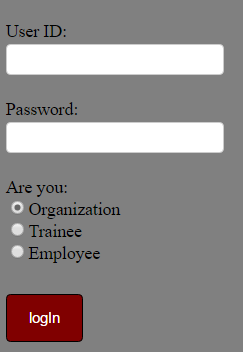 User ID:
Password:
Are you:
Organization
Trainee
Employee
logIn